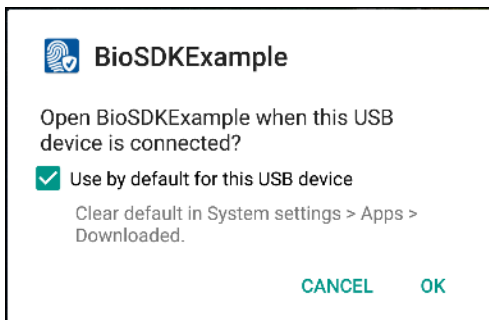 BioSDKExample
Open BioSDKExample when this USB
device is connected?
Use by default for this USB device
Clear default in System settings > Apps >
Downloaded.
CANCEL OK